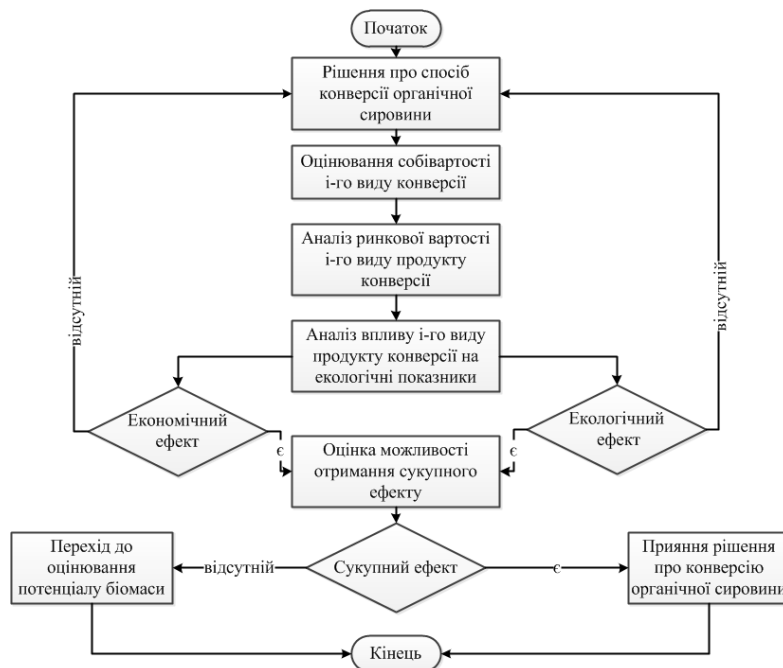 Початок
Рішення про спосіб
конверсії органічної
сировини
Оцінювання собівартості
і-го виду конверсії
Аналіз ринкової вартості
і-го виду продукту
конверсії
відсутній
відсутній
Аналіз впливу і-го виду
продукту конверсії на
екологічні показники
Економічний
ефект
Екологічний
ефект
є
є
Оцінка можливості
отримання сукупного
ефекту
Перехід до
оцінювання
потенціалу біомаси
відсутній
Сукупний ефект
є
Прияння рішення
про конверсію
органічної сировини
Кінець